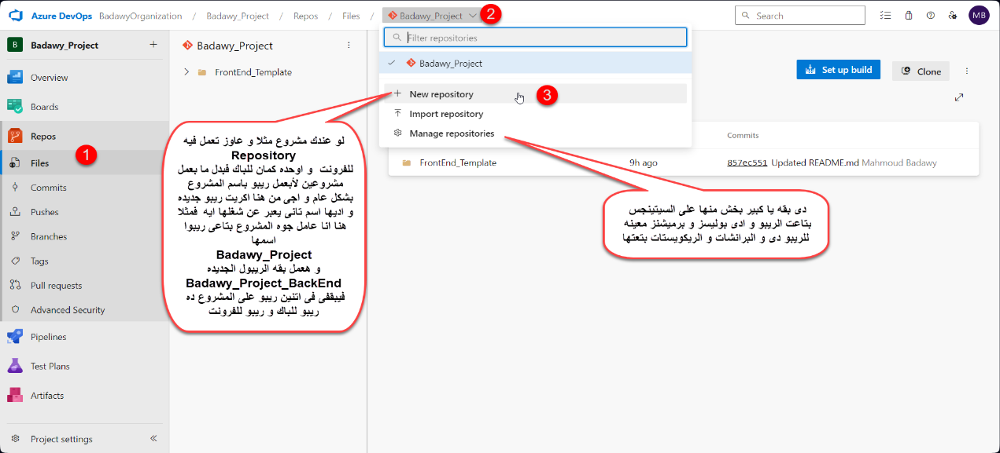 Azure DevOps BadawyOrganization / Badawy_Project / Repos / Files / Badawy_Project 2 Search MB
B Badawy_Project
Overview
Boards
Repos
1
Files
Commits
Pushes
Branches
Tags
Pull requests
Advanced Security
Pipelines
Test Plans
Artifacts
Project settings
Badawy_Project
FrontEnd_Template
Filter repositories
Badawy_Project
New repository 3
Import repository
Manage repositories
Set up build
Clone
Commits
FrontEnd_Template 9h ago 857ec551 Updated README.md Mahmoud Badawy
لو عندك مشروع مثلا و عاوز تعمل فيه
Repository
للفرونت و اوحده كمان للباك فبدل ما بعمل
مشروعين لأبعمل ريبو باسم المشروع
بشكل عام و اجى من هنا اكريت ريبو جديده
و اديها اسم تانى يعبر عن شغلها ايه فمثلا
هنا انا عامل جوه المشروع بتاعى ريبوا
اسمها
Badawy_Project
و هعمل بقه الريبول الجديده
Badawy_Project_BackEnd
فيبقفى فى اتنين ريبو على المشروع ده
ريبو للباك و ريبو للفرونت
دى بقه يا كبير بخش منها على السيتينجس
بتاعت الريبو و ادى بوليسز و برميشنز معينه
للريبو دى و البرانشات و الريكويستات بتعتها